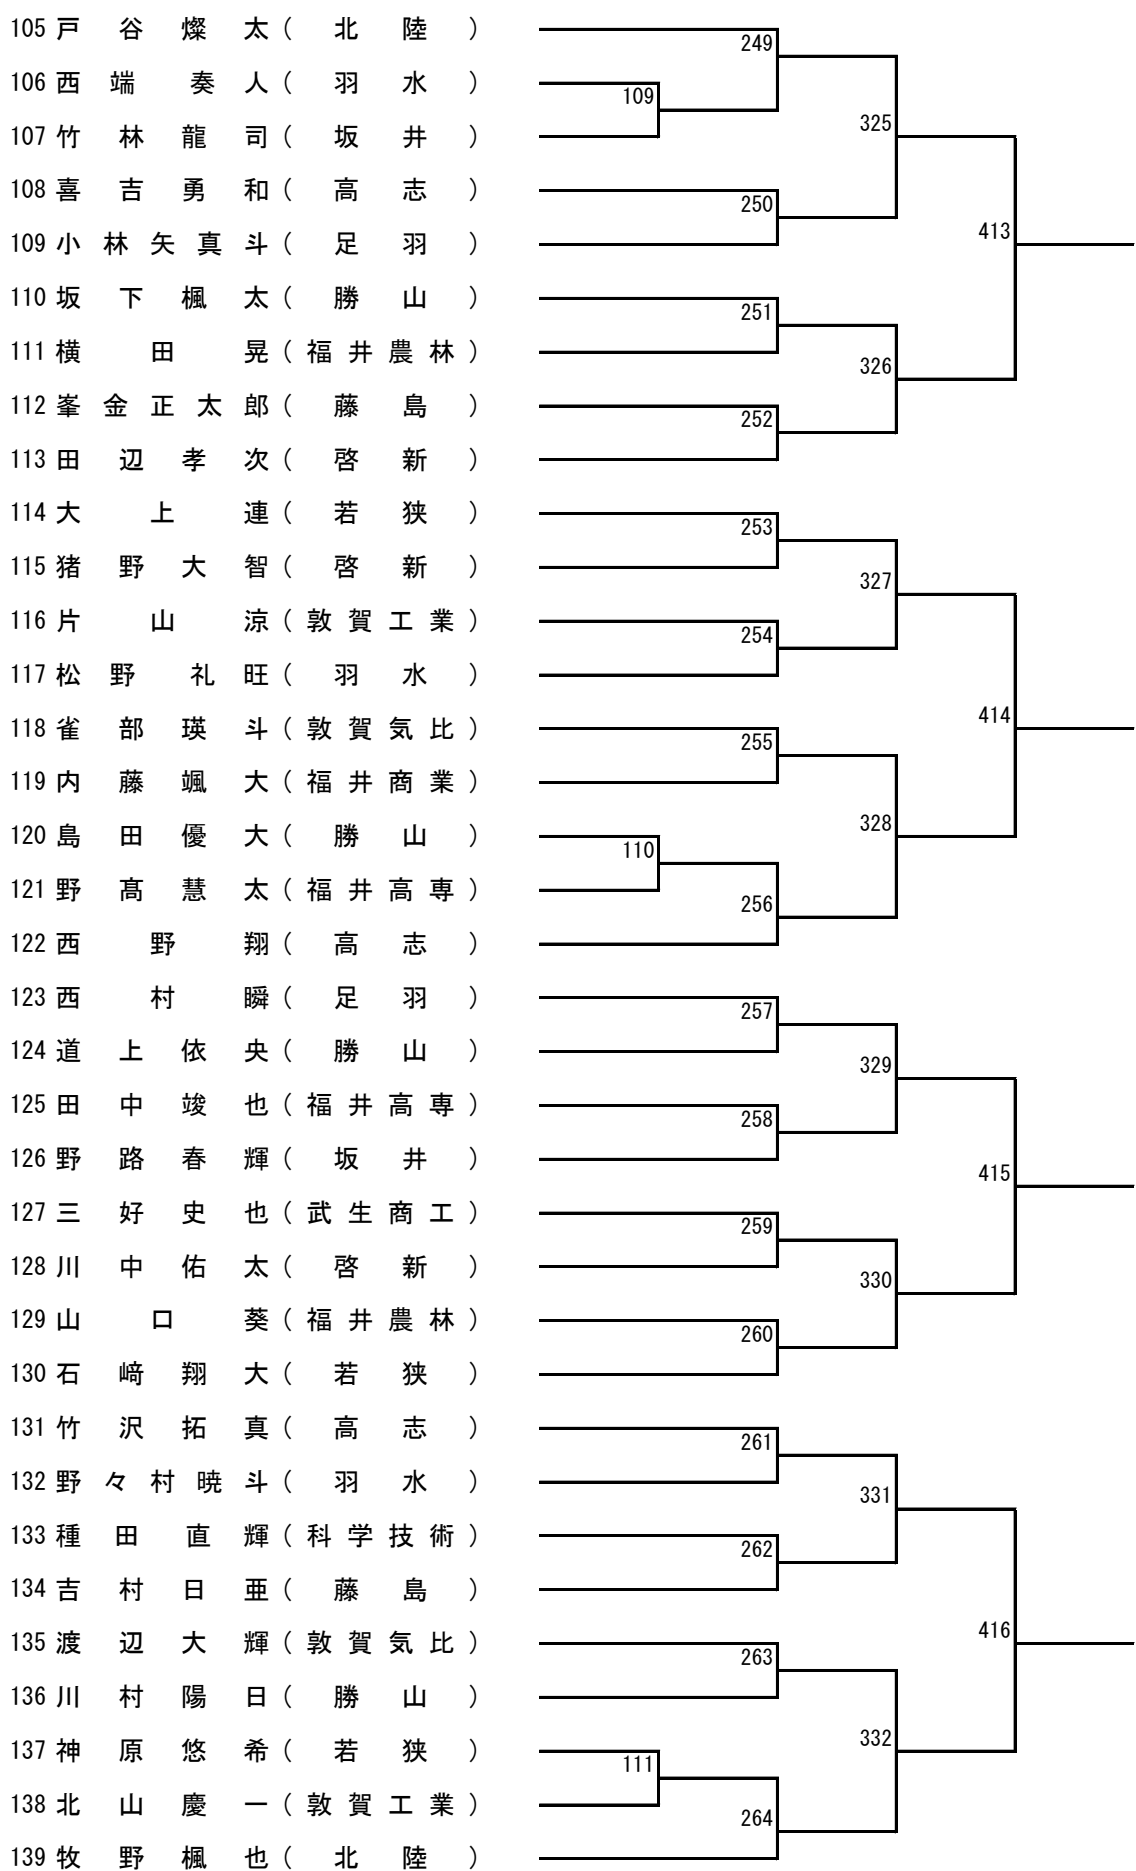 105 戸谷燦太（北陸）
249
106 西端奏人（羽水）
109
107 竹林龍司（坂井）
325
108 喜吉勇和（高志）
250
109 小林矢真斗（足羽）
413
110 坂下楓太（勝山）
251
111 横田晃（福井農林）
326
112 峯金正太郎（藤島）
252
113 田辺孝次（啓新）
114 大上連（若狭）
253
115 猪野大智（啓新）
327
116 片山涼（敦賀工業）
254
117 松野礼旺（羽水）
414
118 雀部瑛斗（敦賀気比）
255
119 内藤颯大（福井商業）
328
120 島田優大（勝山）
110
121 野髙慧太（福井高専）
256
122 西野翔（高志）
123 西村瞬（足羽）
257
124 道上依央（勝山）
329
125 田中竣也（福井高専）
258
126 野路春輝（坂井）
415
127 三好史也（武生商工）
259
128 川中佑太（啓新）
330
129 山口葵（福井農林）
260
130 石﨑翔大（若狭）
131 竹沢拓真（高志）
261
132 野々村暁斗（羽水）
331
133 種田直輝（科学技術）
262
134 吉村日亜（藤島）
416
135 渡辺大輝（敦賀気比）
263
136 川村陽日（勝山）
332
137 神原悠希（若狭）
111
138 北山慶一（敦賀工業）
264
139 牧野楓也（北陸）